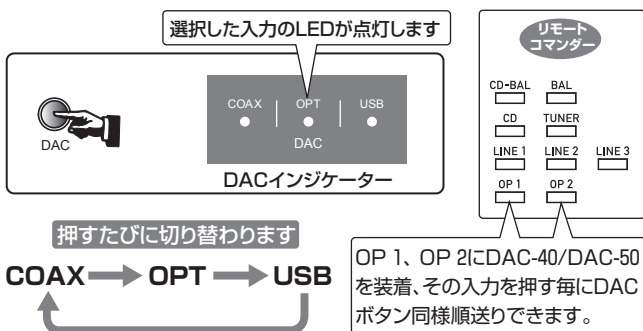 選択した入力のLEDが点灯します
DAC
COAX
OPT
USB
DAC
DACインジケーター
押すたびに切り替わります
COAX
OPT
USB
リモート
コマンダー
CD-BAL
BAL
CD
TUNER
LINE 1
LINE 2
LINE 3
OP 1
OP 2
OP 1、OP 2にDAC-40/DAC-50
を装着、その入力を押す毎にDAC
ボタン同様順送りできます。